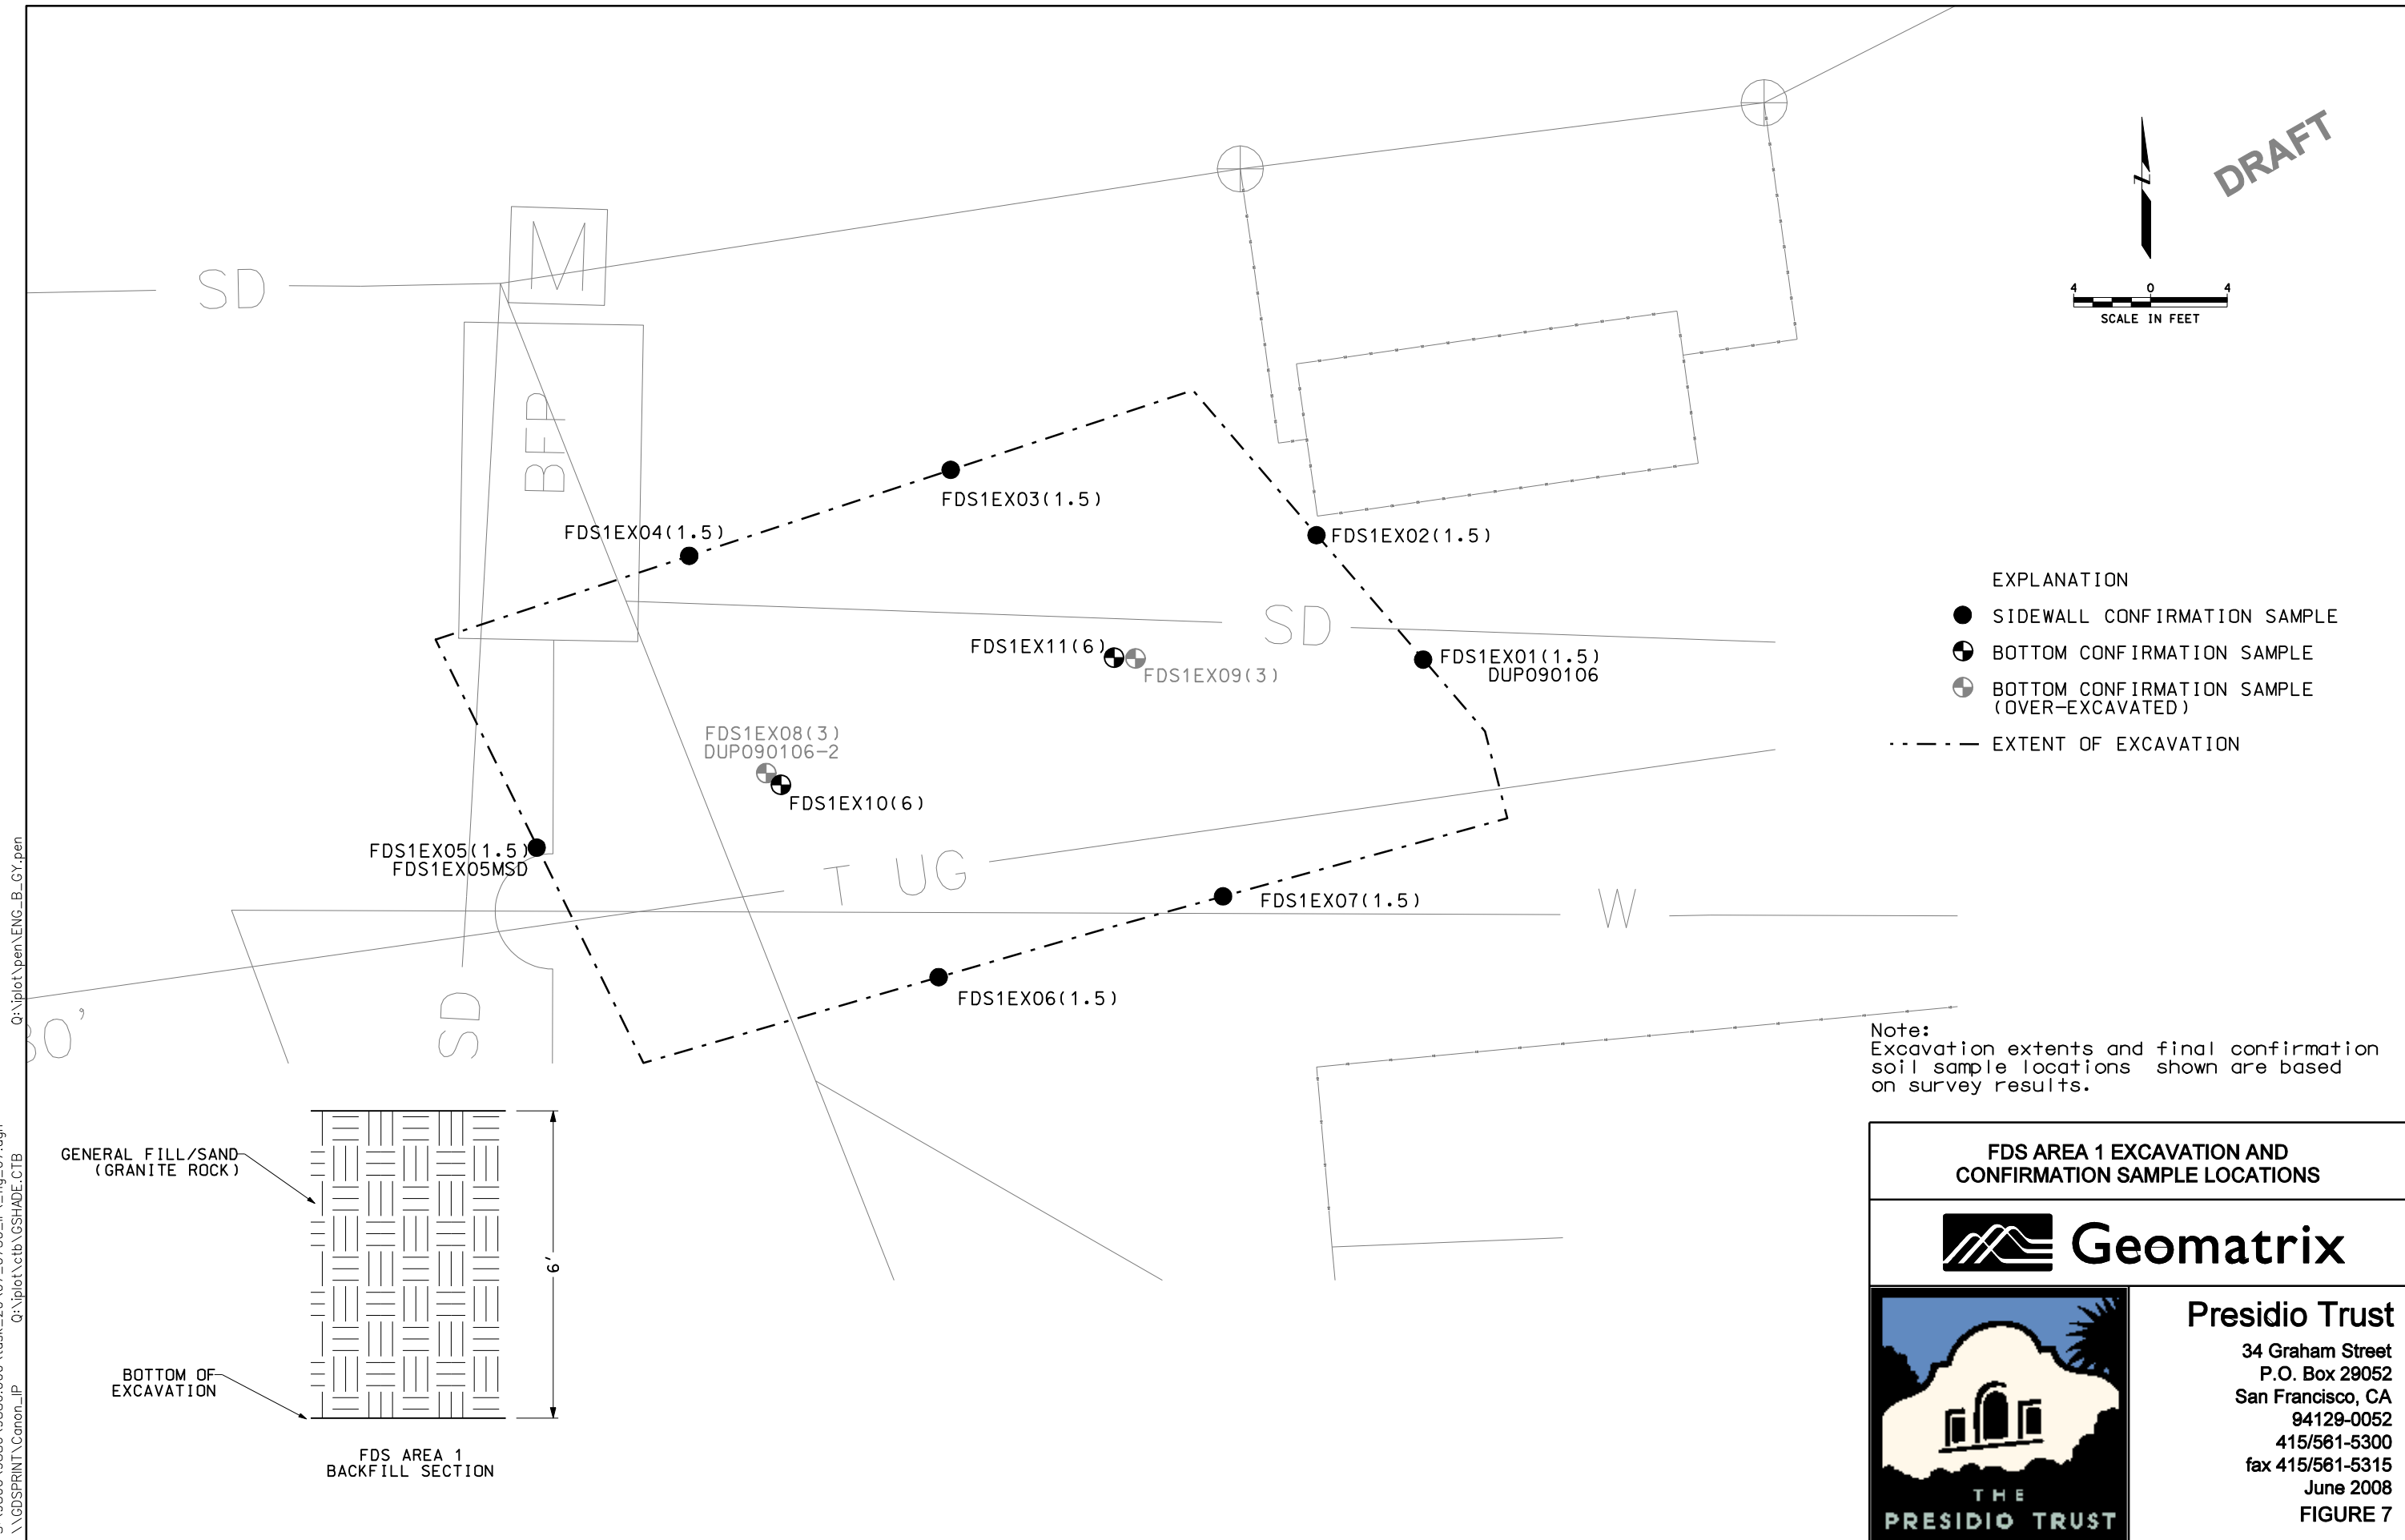 DRAFT
4 0 4
SCALE IN FEET
M
SD
BFP
FDS1EX03(1.5)
FDS1EX04(1.5)
FDS1EX02(1.5)
SD
FDS1EX11(6)
FDS1EX09(3)
FDS1EX01(1.5)
DUP090106
FDS1EX08(3)
DUP090106-2
FDS1EX10(6)
FDS1EX05(1.5)
FDS1EX05MSD
T UG
FDS1EX07(1.5)
W
FDS1EX06(1.5)
SD
EXPLANATION
SIDEWALL CONFIRMATION SAMPLE
BOTTOM CONFIRMATION SAMPLE
BOTTOM CONFIRMATION SAMPLE
(OVER-EXCAVATED)
EXTENT OF EXCAVATION
Note:
Excavation extents and final confirmation
soil sample locations shown are based
on survey results.
GENERAL FILL/SAND
(GRANITE ROCK)
6'
BOTTOM OF
EXCAVATION
FDS AREA 1
BACKFILL SECTION
FDS AREA 1 EXCAVATION AND
CONFIRMATION SAMPLE LOCATIONS
Geomatrix
Presidio Trust
34 Graham Street
P.O. Box 29052
San Francisco, CA
94129-0052
415/561-5300
fax 415/561-5315
June 2008
FIGURE 7
THE
PRESIDIO TRUST
Q:\iplot\pen\ENG_B_GY.pen
Q:\iplot\ctb\GSHADE.CTB
\\GDSPRINT\Canon_IP